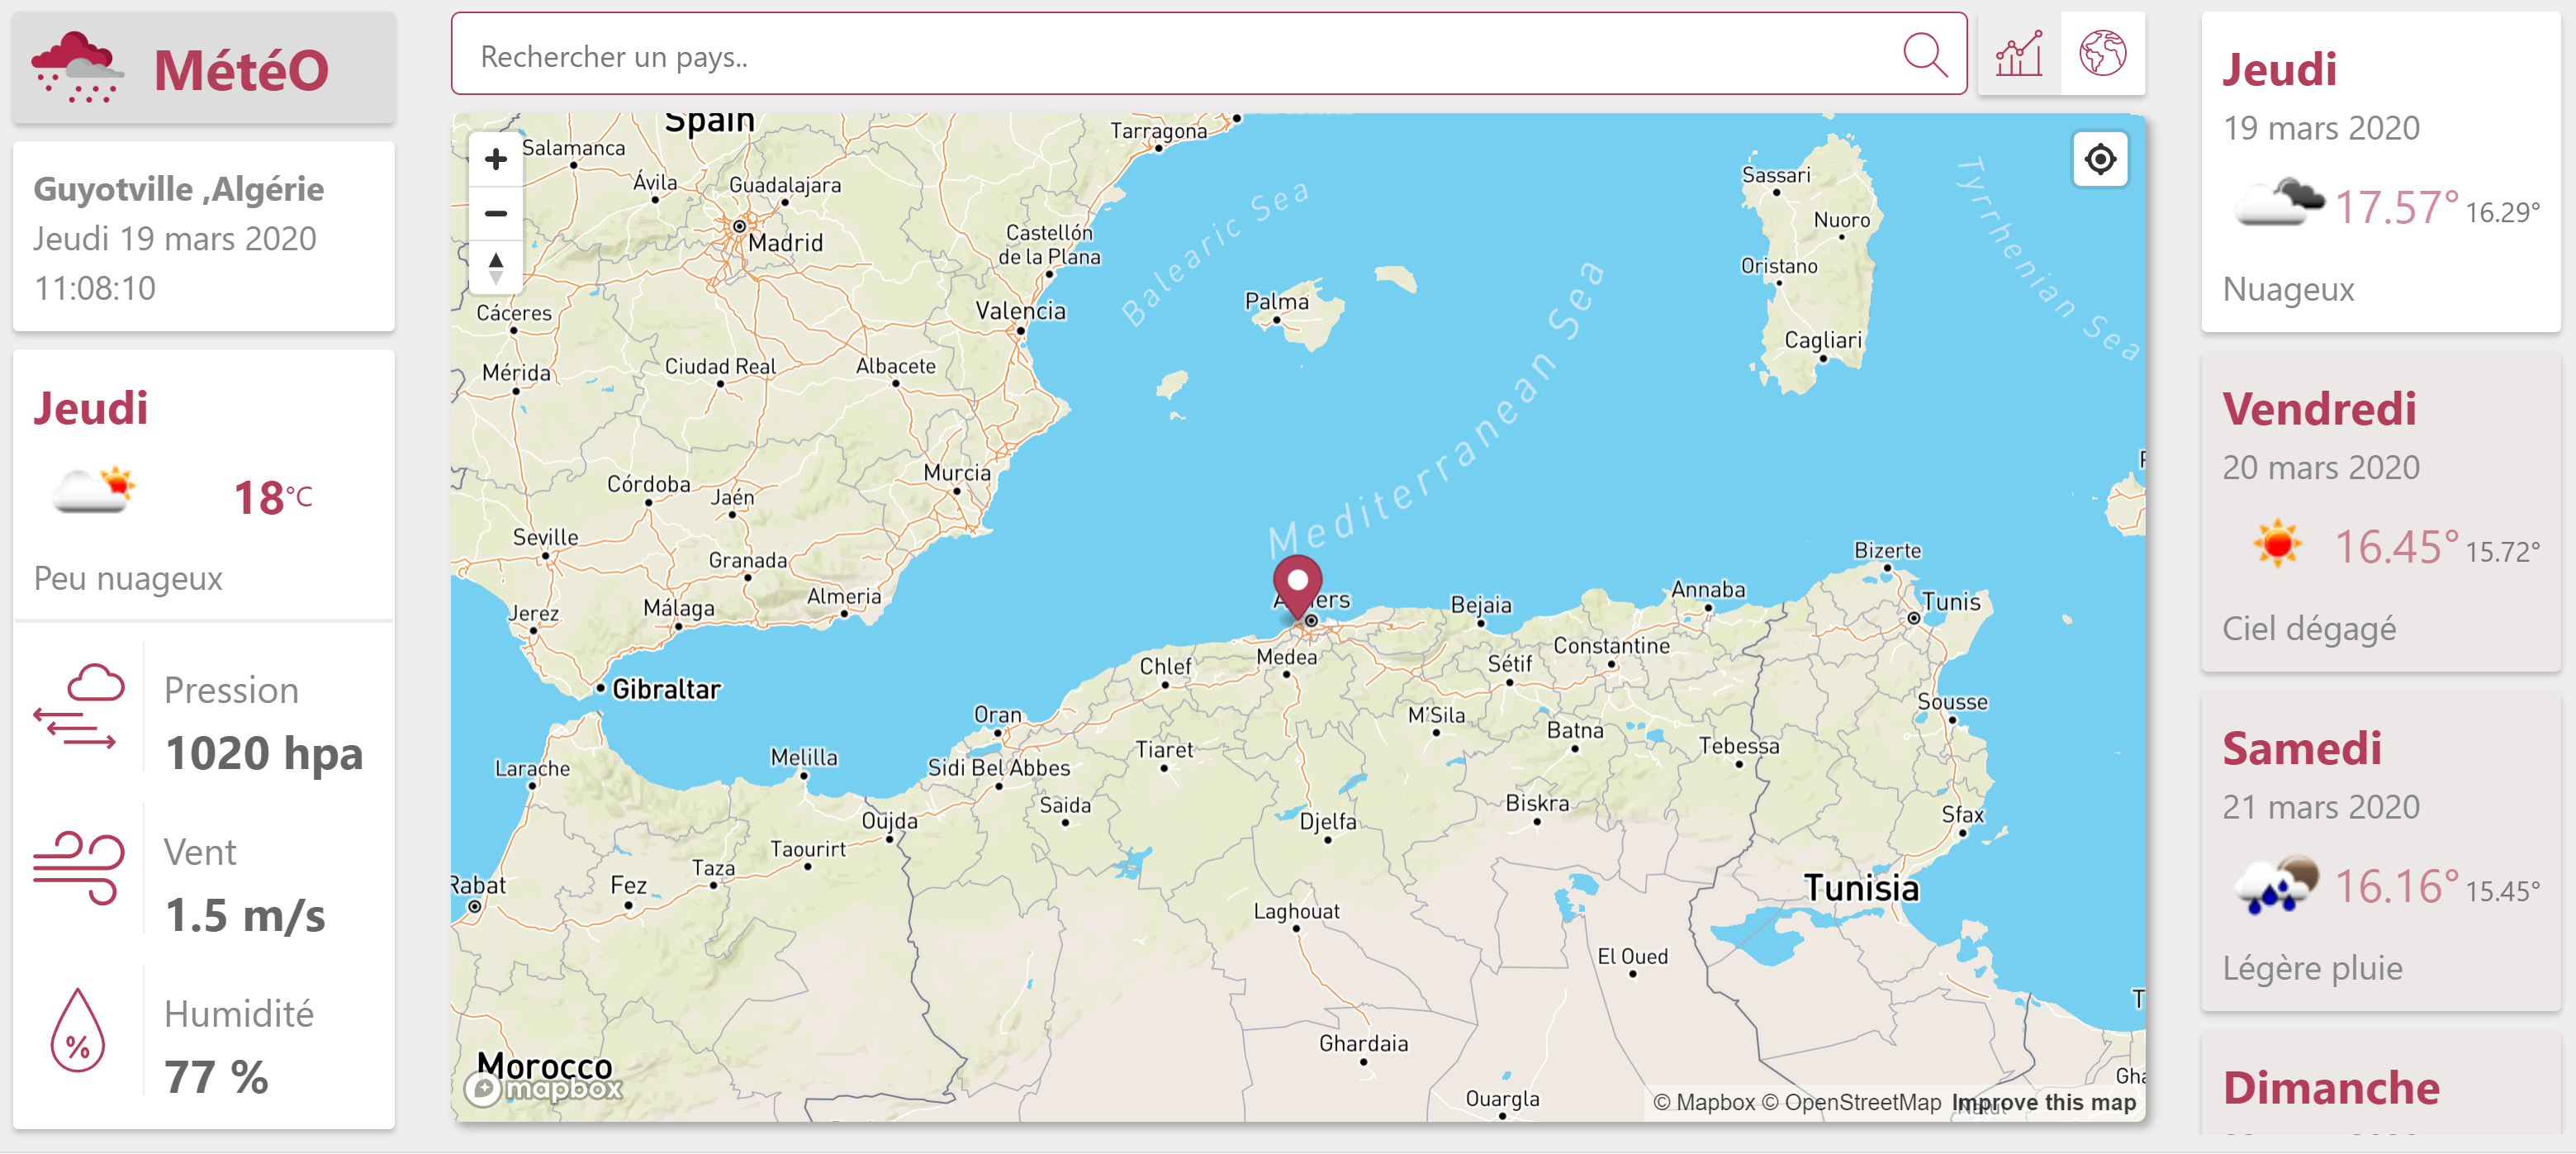 MétéO
Guyotville ,Algérie
Jeudi 19 mars 2020
11:08:10
Jeudi
18°C
Peu nuageux
Pression
1020 hpa
Vent
1.5 m/s
%
Humidité
77 %
Rechercher un pays..
Spain
Tarragona
Salamanca
Ávila
Guadalajara
Madrid
Castellón
de la Plana
Balearic Sea
Sassari
Nuoro
Oristano
Cagliari
Tyrrhenian Sea
Cáceres
Valencia
Palma
Mérida
Ciudad Real
Albacete
Mediterranean Sea
Murcia
Córdoba
Jaén
Seville
Granada
Almeria
Jerez
Málaga
Gibraltar
Bejaia
Annaba
Bizerte
Tunis
Chlef
Medea
Sétif
Constantine
Oran
M'Sila
Batna
Sousse
Larache
Melilla
Sidi Bel Abbes
Tiaret
Tebessa
Saida
Biskra
Sfax
Oujda
Djelfa
Taourirt
Taza
Rabat
Fez
Laghouat
Tunisia
El Oued
Ghardaia
Morocco
mapbox
Ouargla
© Mapbox © OpenStreetMap Improve this map
Jeudi
19 mars 2020
17.57° 16.29°
Nuageux
Vendredi
20 mars 2020
16.45° 15.72°
Ciel dégagé
Samedi
21 mars 2020
16.16° 15.45°
Légère pluie
Dimanche